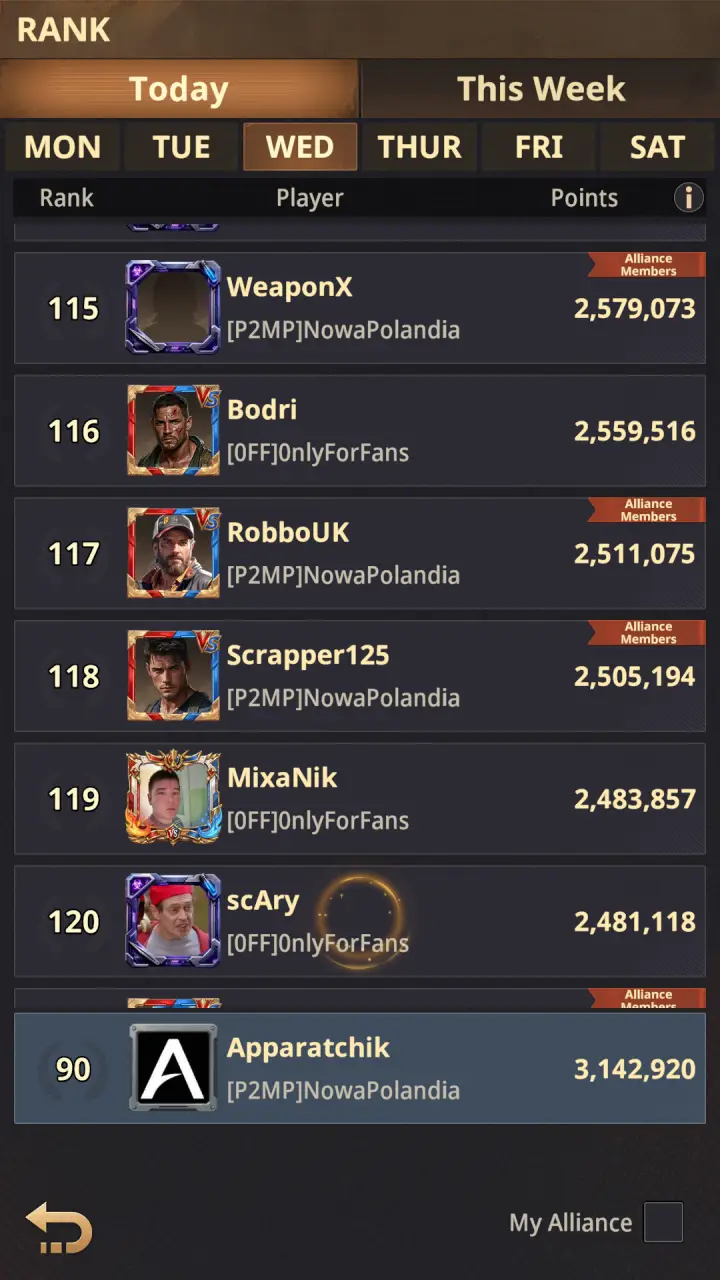 RANK
Today
This Week
MON
TUE
WED
THUR
FRI
SAT
Rank
Player
Points
Alliance
Members
115
WeaponX
[P2MP]NowaPolandia
2,579,073
116
Bodri
[0FF]0nlyForFans
2,559,516
Alliance
Members
117
RobboUK
[P2MP]NowaPolandia
2,511,075
Alliance
Members
118
Scrapper125
[P2MP]NowaPolandia
2,505,194
119
MixaNik
[0FF]0nlyForFans
2,483,857
120
scAry
[0FF]0nlyForFans
2,481,118
Alliance
Members
90
Apparatchik
[P2MP]NowaPolandia
3,142,920
My Alliance